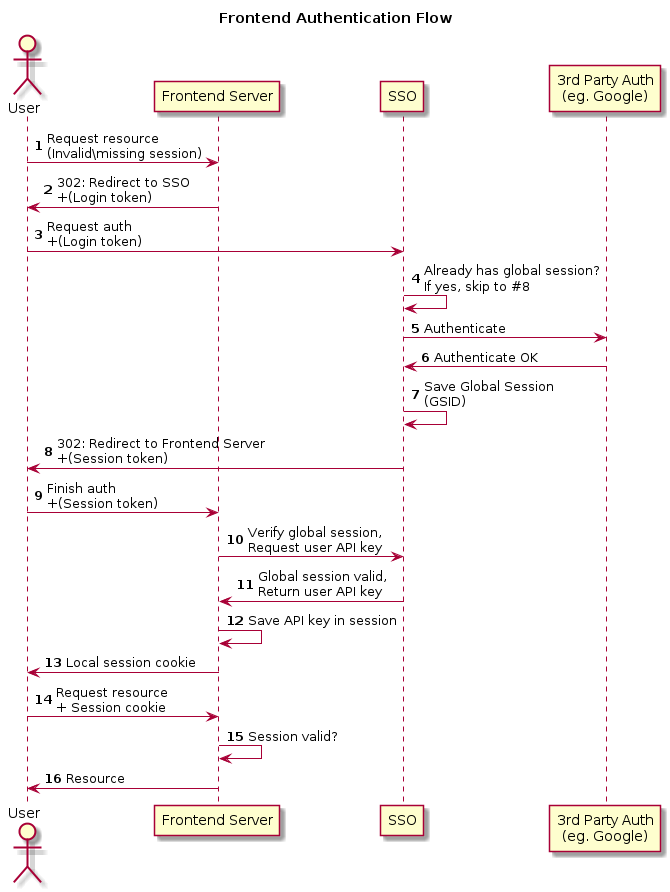 Frontend Authentication Flow
User
Frontend Server
SSO
3rd Party Auth
(eg. Google)
1 Request resource
(Invalid\missing session)
2 302: Redirect to SSO
+(Login token)
3 Request auth
+(Login token)
4 Already has global session?
If yes, skip to #8
5 Authenticate
6 Authenticate OK
7 Save Global Session
(GSID)
8 302: Redirect to Frontend Server
+(Session token)
9 Finish auth
+(Session token)
10 Verify global session,
Request user API key
11 Global session valid,
Return user API key
12 Save API key in session
13 Local session cookie
14 Request resource
+ Session cookie
15 Session valid?
16 Resource
User
Frontend Server
SSO
3rd Party Auth
(eg. Google)